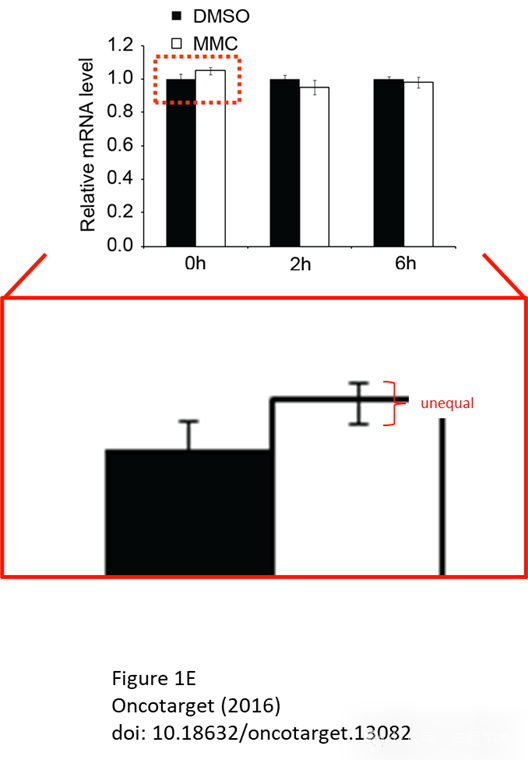 DMSO
MMC
Relative mRNA level
1.2
1.0
0.8
0.6
0.4
0.2
0.0
0h
2h
6h
unequal
Figure 1E
Oncotarget (2016)
doi: 10.18632/oncotarget.13082